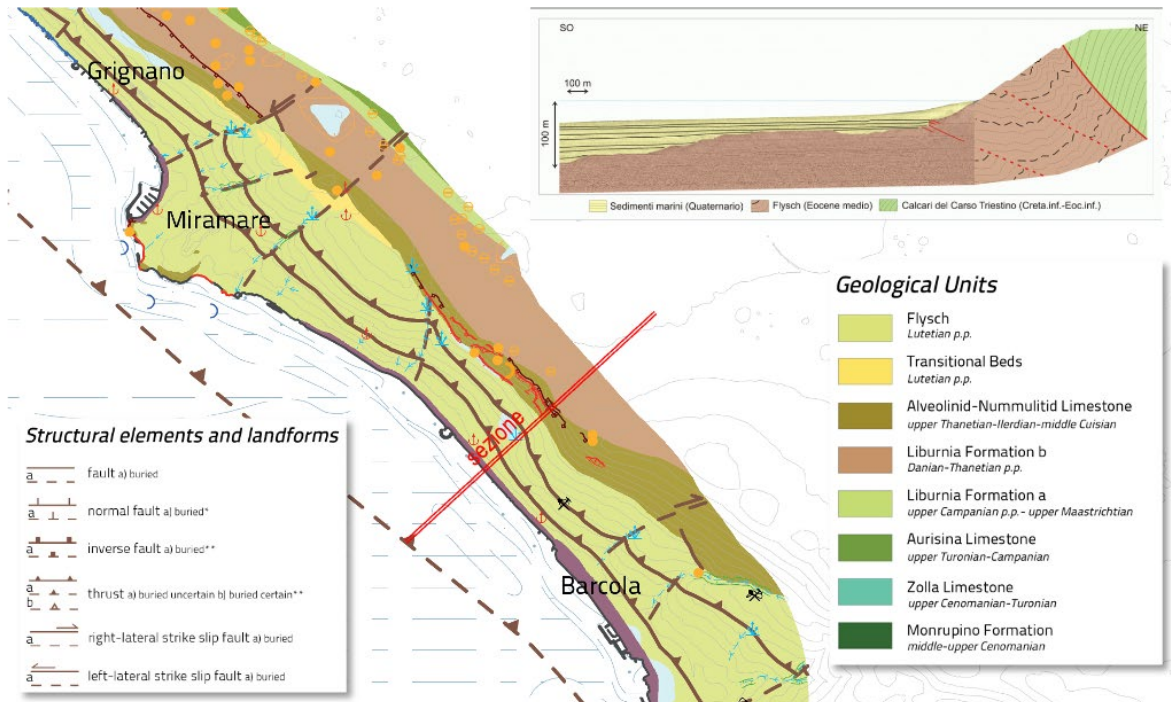 SO
NE
100 m
100 m
Sedimenti marini (Quaternario)
Flysch (Eocene medio)
Calcari del Carso Triestino (Creta.inf.-Eoc.inf.)
Grignano
Miramare
sezione
Barcola
Geological Units
Flysch
Lutetian p.p.
Transitional Beds
Lutetian p.p.
Alveolinid-Nummulitid Limestone
upper Thanetian-Ilerdian-middle Cuisian
Liburnia Formation b
Danian-Thanetian p.p.
Liburnia Formation a
upper Campanian p.p.- upper Maastrichtian
Aurisina Limestone
upper Turonian-Campanian
Zolla Limestone
upper Cenomanian-Turonian
Monrupino Formation
middle-upper Cenomanian
Structural elements and landforms
a fault a) buried
a normal fault a) buried*
a inverse fault a) buried**
a b thrust a) buried uncertain b) buried certain**
a right-lateral strike slip fault a) buried
a left-lateral strike slip fault a) buried